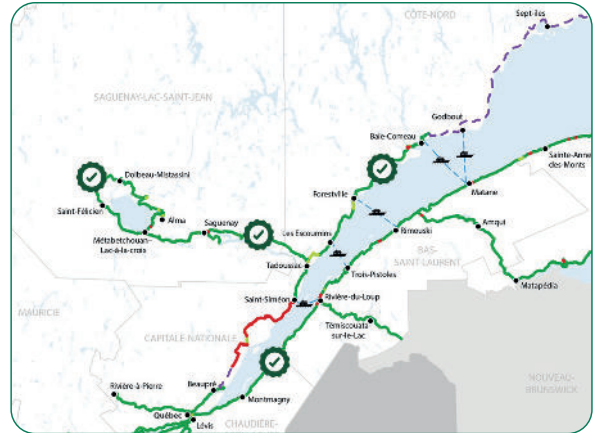 Sept-Îles
CÔTE-NORD
Godbout
SAGUENAY-LAC-SAINT-JEAN
Baie-Comeau
Dolbeau-Mistassini
Sainte-Anne
des-Monts
Matane
Forestville
Saint-Félicien
Alma
Saguenay
Amqui
Les Escoumins
Rimouski
Métabetchouan-
Lac-à-la-croix
BAS-
SAINT-LAURENT
Tadoussac
Trois-Pistoles
Matapédia
Saint-Siméon
Rivière-du-Loup
MAURICIE
Témiscouata
sur-le-Lac
CAPITALE-NATIONALE
NOUVEAU-
BRUNSWICK
Rivière-à-Pierre
Beaupré
Montmagny
Québec
Lévis
CHAUDIÈRE-